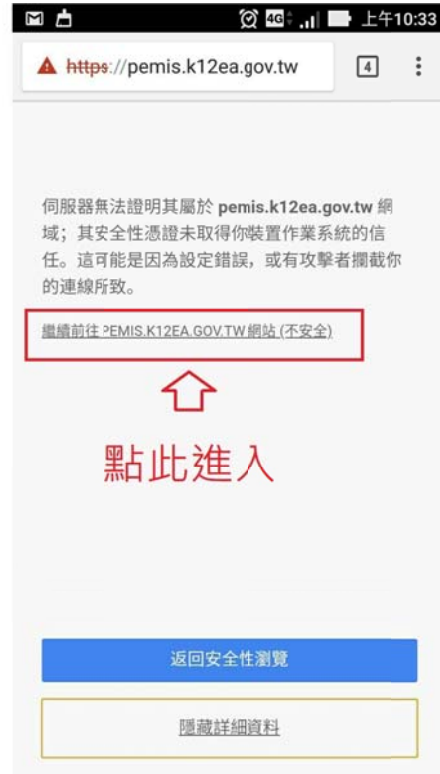 4G 上午10:33
https://pemis.k12ea.gov.tw 4
伺服器無法證明其屬於 pemis.k12ea.gov.tw 網
域；其安全性憑證未取得你裝置作業系統的信
任。這可能是因為設定錯誤，或有攻擊者攔截你
的連線所致。
繼續前往 PEMIS.K12EA.GOV.TW 網站 (不安全)
點此進入
返回安全性瀏覽
隱藏詳細資料